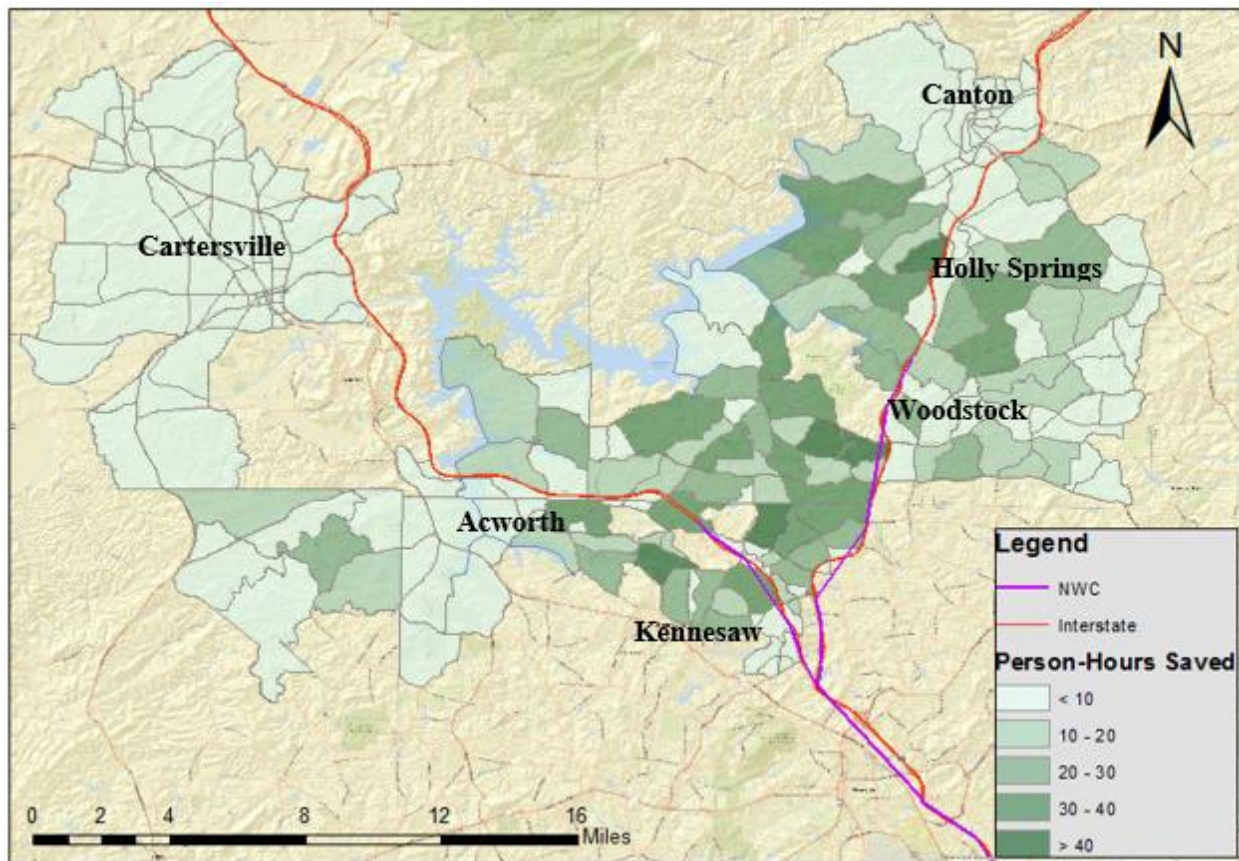 N
Canton
Cartersville
Holly Springs
Woodstock
Acworth
Kennesaw
Legend
NWC
Interstate
Person-Hours Saved
< 10
10 - 20
20 - 30
30 - 40
> 40
0 2 4 8 12 16
Miles